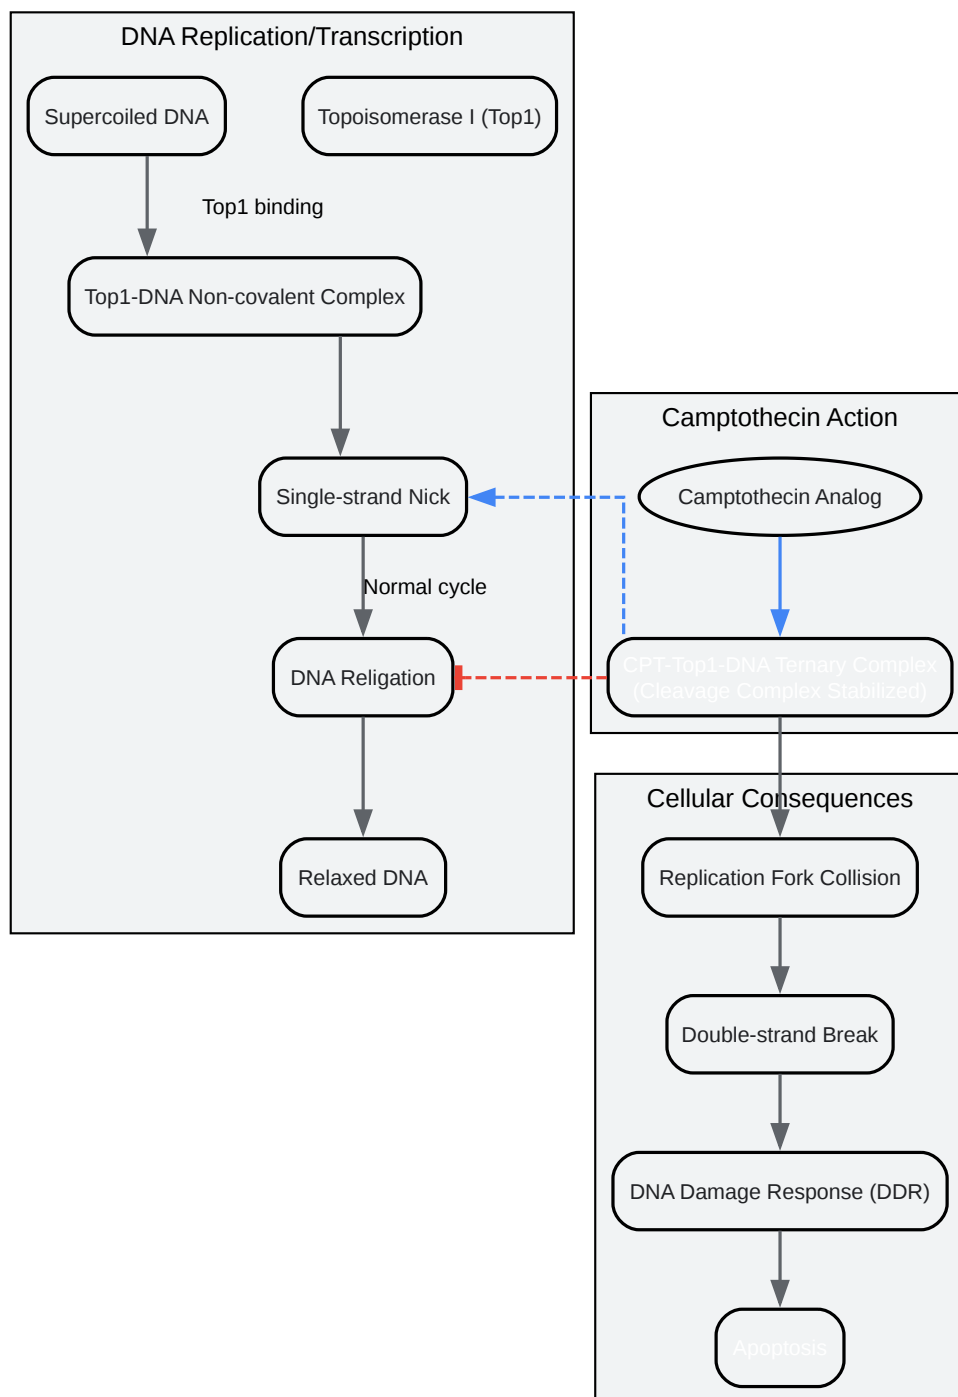 DNA Replication/Transcription
Supercoiled DNA
Topoisomerase I (Top1)
Top1 binding
Top1-DNA Non-covalent Complex
Single-strand Nick
Normal cycle
DNA Religation
Relaxed DNA
Camptothecin Action
Camptothecin Analog
CPT-Top1-DNA Ternary Complex
(Cleavage Complex Stabilized)
Cellular Consequences
Replication Fork Collision
Double-strand Break
DNA Damage Response (DDR)
Apoptosis